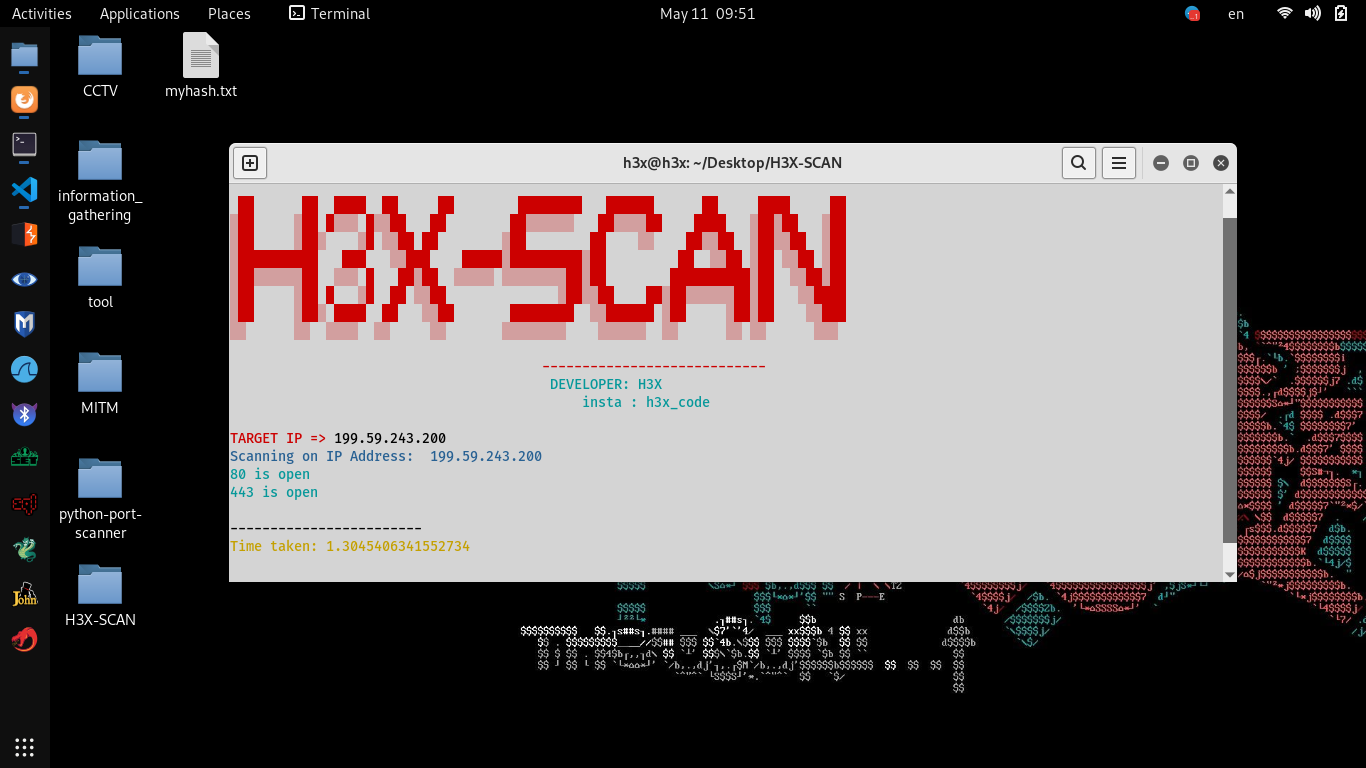 Activities Applications Places Terminal May 11 09:51 en
CCTV
myhash.txt
information_
gathering
tool
MITM
python-port-
scanner
H3X-SCAN
h3x@h3x: ~/Desktop/H3X-SCAN
H3X-SCAN
----------------------------
DEVELOPER: H3X
insta : h3x_code
TARGET IP => 199.59.243.200
Scanning on IP Address:  199.59.243.200
80 is open
443 is open
------------------------
Time taken: 1.3045406341552734